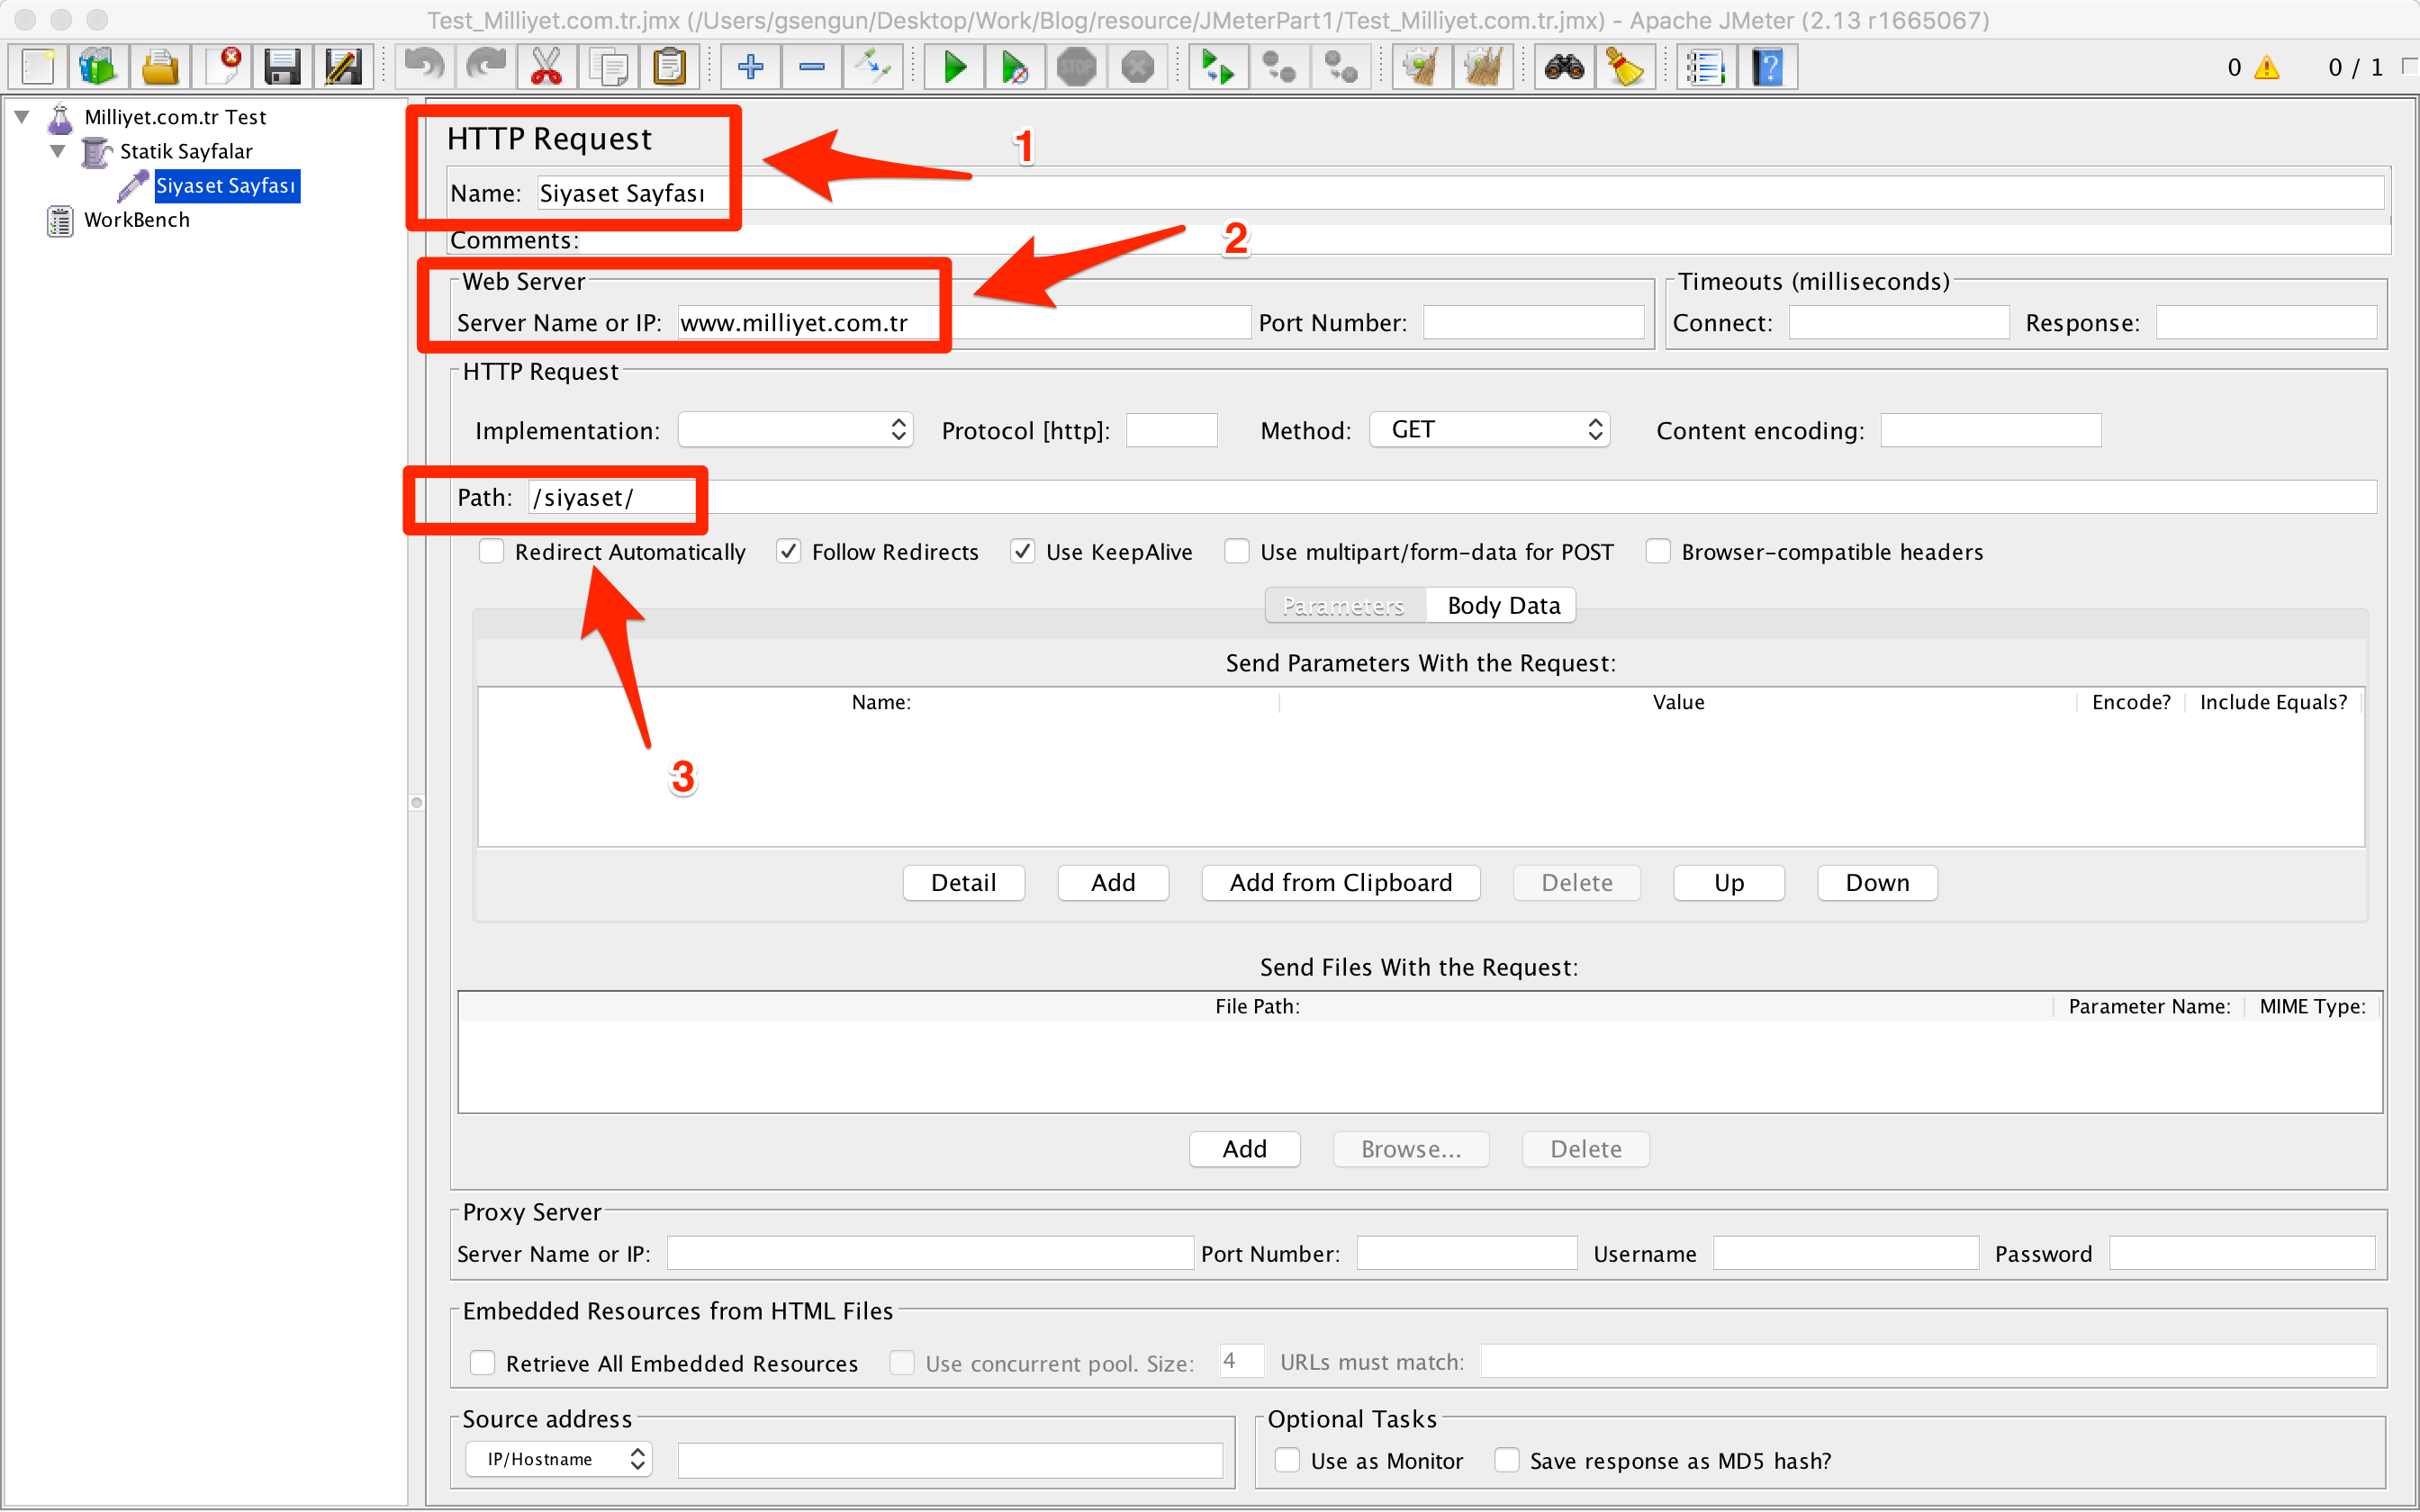 Test_Milliyet.com.tr.jmx (/Users/gsengun/Desktop/Work/Blog/resource/JMeterPart1/Test_Milliyet.com.tr.jmx) - Apache JMeter (2.13 r1665067)
STOP
0 0 / 1
Milliyet.com.tr Test
Statik Sayfalar
Siyaset Sayfası
WorkBench
HTTP Request
1
Name: Siyaset Sayfası
Comments:
2
Web Server
Server Name or IP: www.milliyet.com.tr Port Number:
Timeouts (milliseconds)
Connect: Response:
HTTP Request
Implementation: Protocol [http]: Method: GET Content encoding:
Path: /siyaset/
Redirect Automatically Follow Redirects Use KeepAlive Use multipart/form-data for POST Browser-compatible headers
3
Parameters Body Data
Send Parameters With the Request:
Name: Value Encode? Include Equals?
Detail Add Add from Clipboard Delete Up Down
Send Files With the Request:
File Path: Parameter Name: MIME Type:
Add Browse... Delete
Proxy Server
Server Name or IP: Port Number: Username Password
Embedded Resources from HTML Files
Retrieve All Embedded Resources Use concurrent pool. Size: 4 URLs must match:
Source address
IP/Hostname
Optional Tasks
Use as Monitor Save response as MD5 hash?